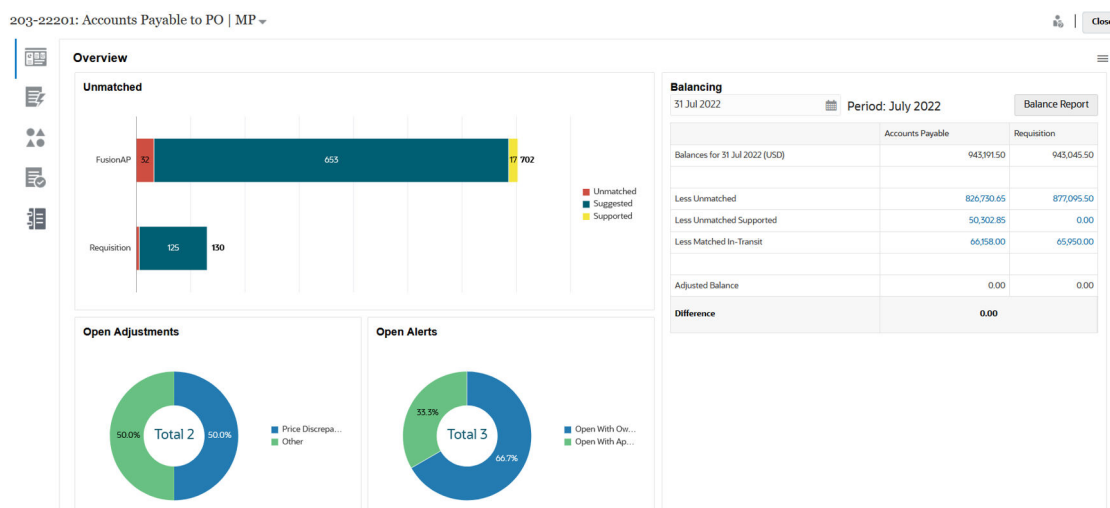 203-22201: Accounts Payable to PO | MP
Close
Overview
Unmatched
FusionAP
32
653
17
702
Requisition
125
130
Unmatched
Suggested
Supported
Balancing
31 Jul 2022
Period: July 2022
Balance Report
Accounts Payable Requisition
Balances for 31 Jul 2022 (USD) 943,191.50 943,045.50
Less Unmatched 826,730.65 877,095.50
Less Unmatched Supported 50,302.85 0.00
Less Matched In-Transit 66,158.00 65,950.00
Adjusted Balance 0.00 0.00
Difference 0.00
Open Adjustments
50.0%
Total 2
50.0%
Price Discrepa...
Other
Open Alerts
33.3%
Total 3
66.7%
Open With Ow...
Open With Ap...